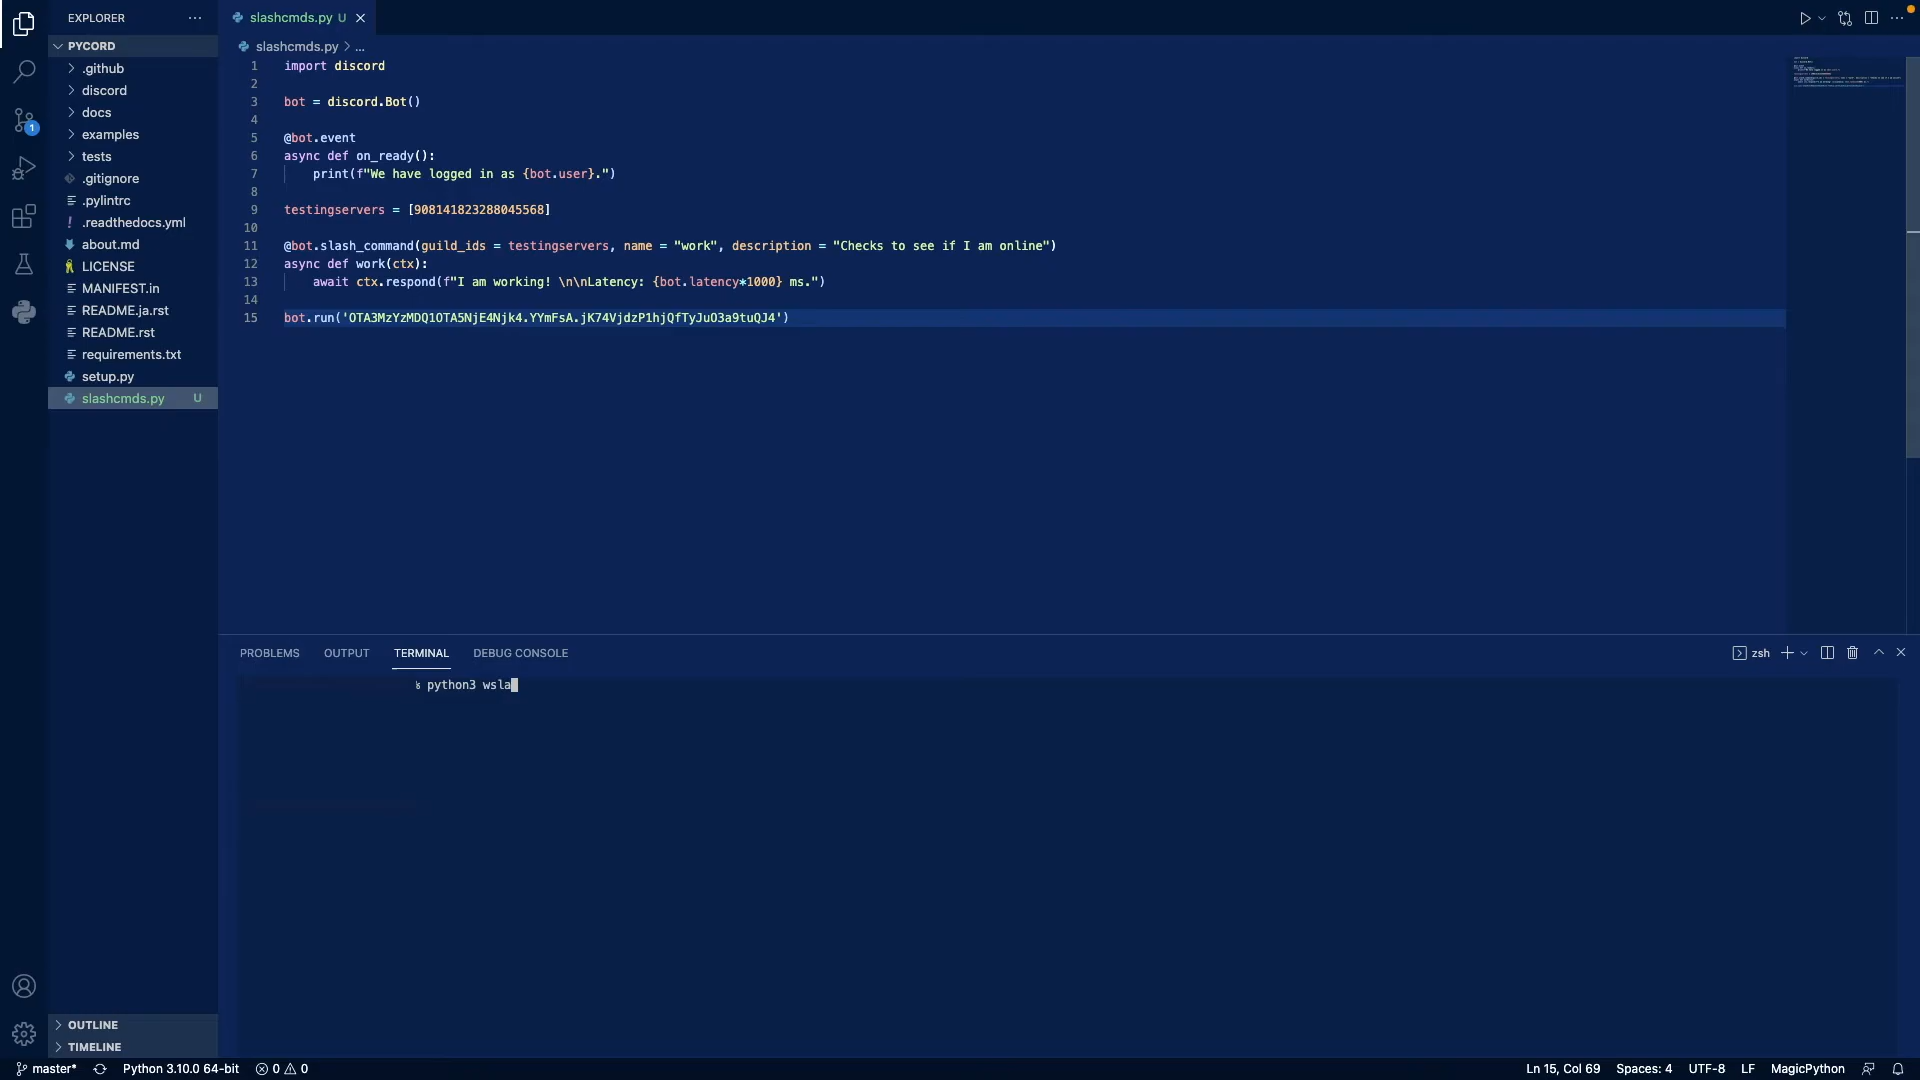 EXPLORER
slashcmds.py U
PYCORD
slashcmds.py > ...
.github
discord
docs
examples
tests
.gitignore
.pylintrc
.readthedocs.yml
about.md
LICENSE
MANIFEST.in
README.ja.rst
README.rst
requirements.txt
setup.py
slashcmds.py U
1
1 import discord
2
3 bot = discord.Bot()
4
5 @bot.event
6 async def on_ready():
7 print(f"We have logged in as {bot.user}.")
8
9 testingservers = [908141823288045568]
10
11 @bot.slash_command(guild_ids = testingservers, name = "work", description = "Checks to see if I am online")
12 async def work(ctx):
13 await ctx.respond(f"I am working! \n\nLatency: {bot.latency*1000} ms.")
14
15 bot.run('OTA3MzYzMDQ1OTA5NjE4Njk4.YYmFsA.jK74VjdzP1hjQfTyJuO3a9tuQJ4')
PROBLEMS OUTPUT TERMINAL DEBUG CONSOLE
zsh
% python3 wsla
OUTLINE
TIMELINE
master* Python 3.10.0 64-bit 0 0
Ln 15, Col 69 Spaces: 4 UTF-8 LF MagicPython